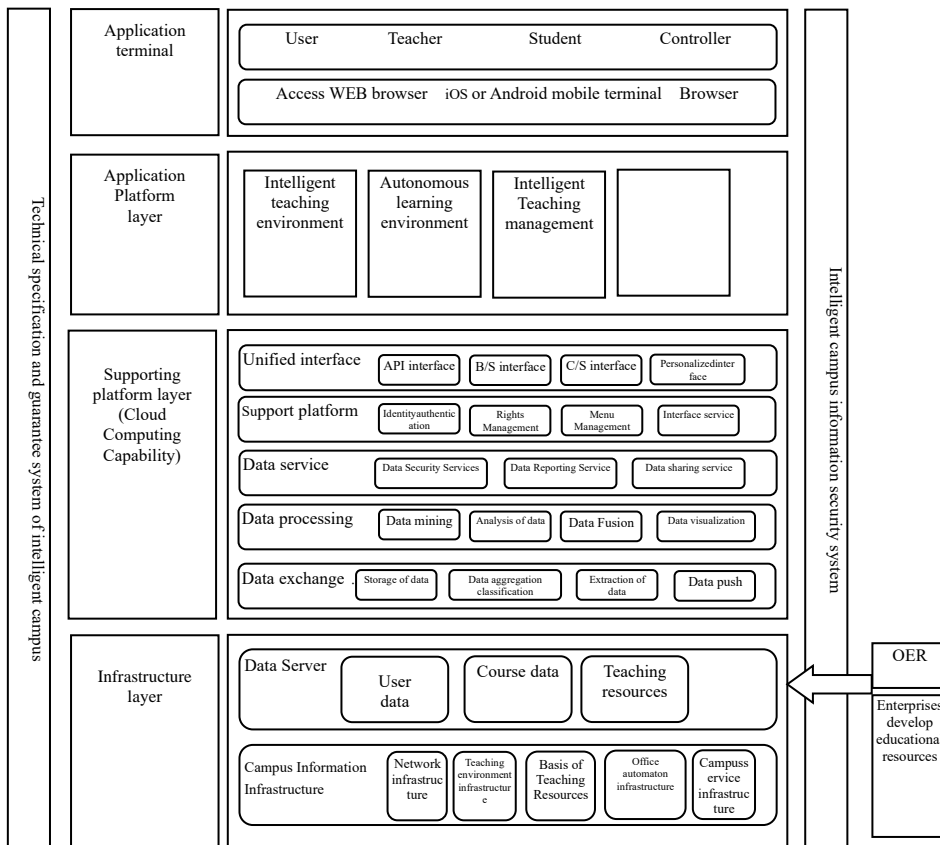 Technical specification and guarantee system of intelligent campus
Application
terminal
User Teacher Student Controller
Access WEB browser iOS or Android mobile terminal Browser
Application
Platform
layer
Intelligent
teaching
environment
Autonomous
learning
environment
Intelligent
Teaching
management
Supporting
platform layer
(Cloud
Computing
Capability)
Unified interface
API interface
B/S interface
C/S interface
Personalizedinter
face
Support platform
Identityauthentic
ation
Rights
Management
Menu
Management
Interface service
Data service
Data Security Services
Data Reporting Service
Data sharing service
Data processing
Data mining
Analysis of data
Data Fusion
Data visualization
Data exchange .
Storage of data
Data aggregation
classification
Extraction of
data
Data push
Infrastructure
layer
Data Server
User
data
Course data
Teaching
resources
Campus Information
Infrastructure
Network
infrastruc
ture
Teaching
environment
infrastructur
e
Basis of
Teaching
Resources
Office
automaton
infrastructure
Campuss
ervice
infrastruc
ture
Intelligent campus information security system
OER
Enterprises
develop
educationa
resources